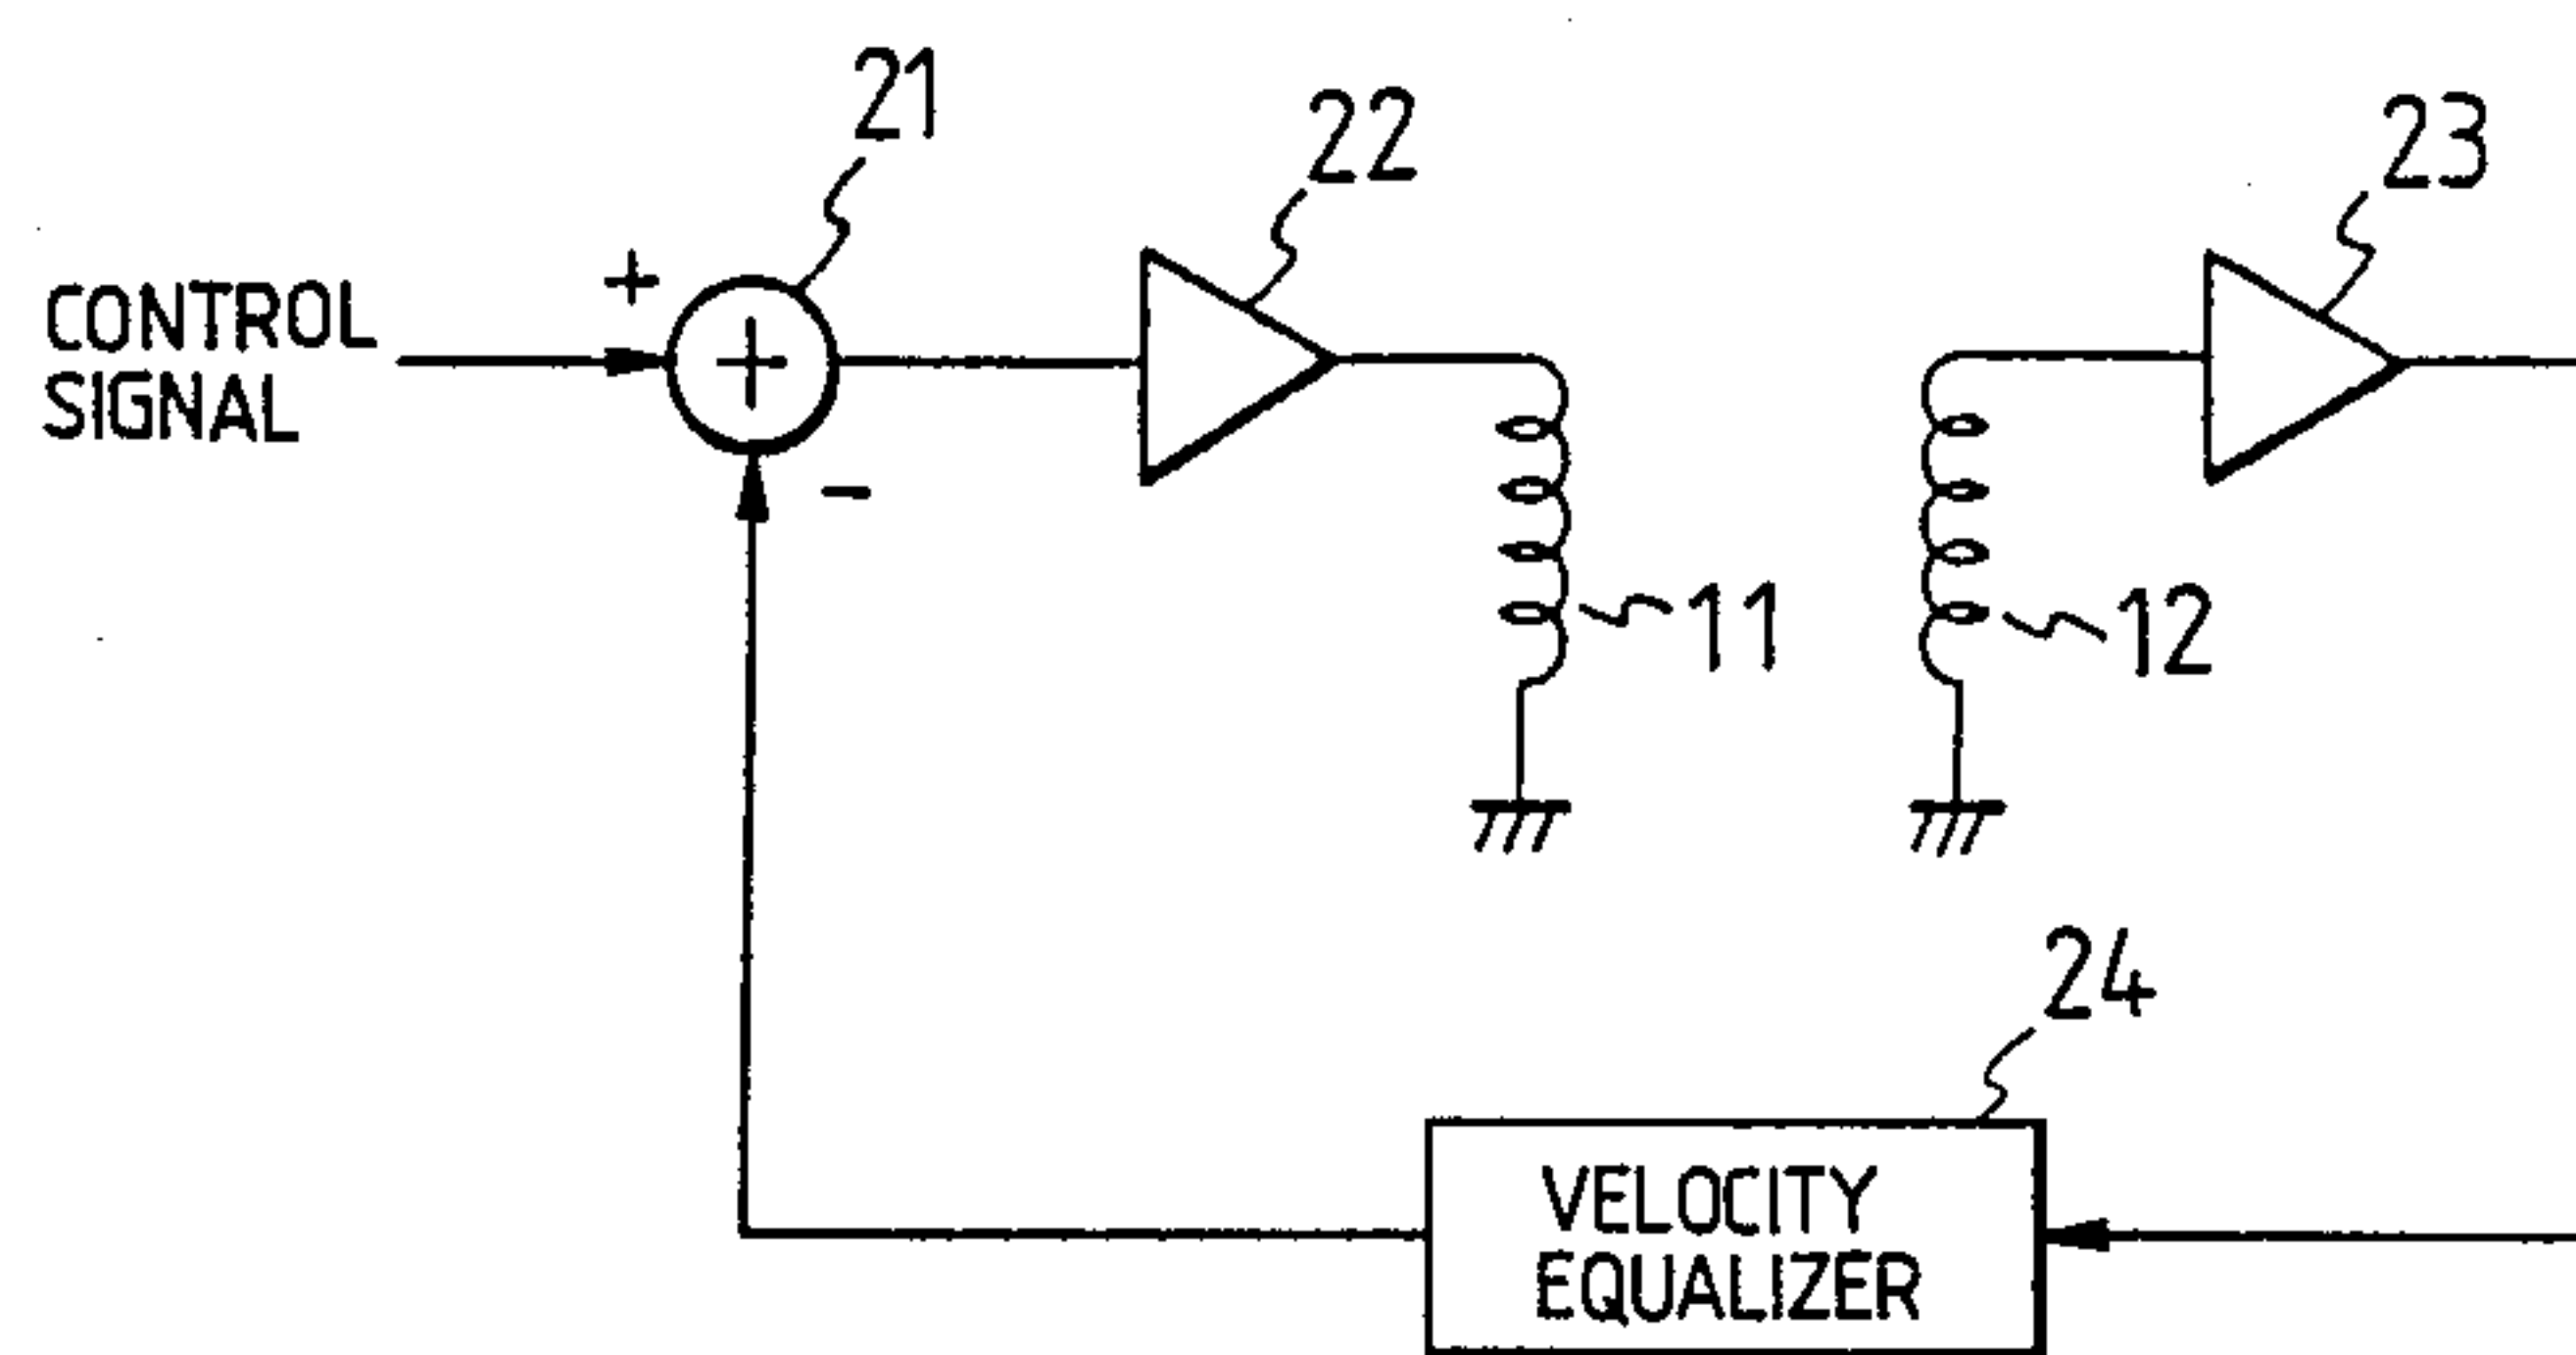 21
22
23
+
CONTROL
SIGNAL
+
-
11
12
24
VELOCITY
EQUALIZER